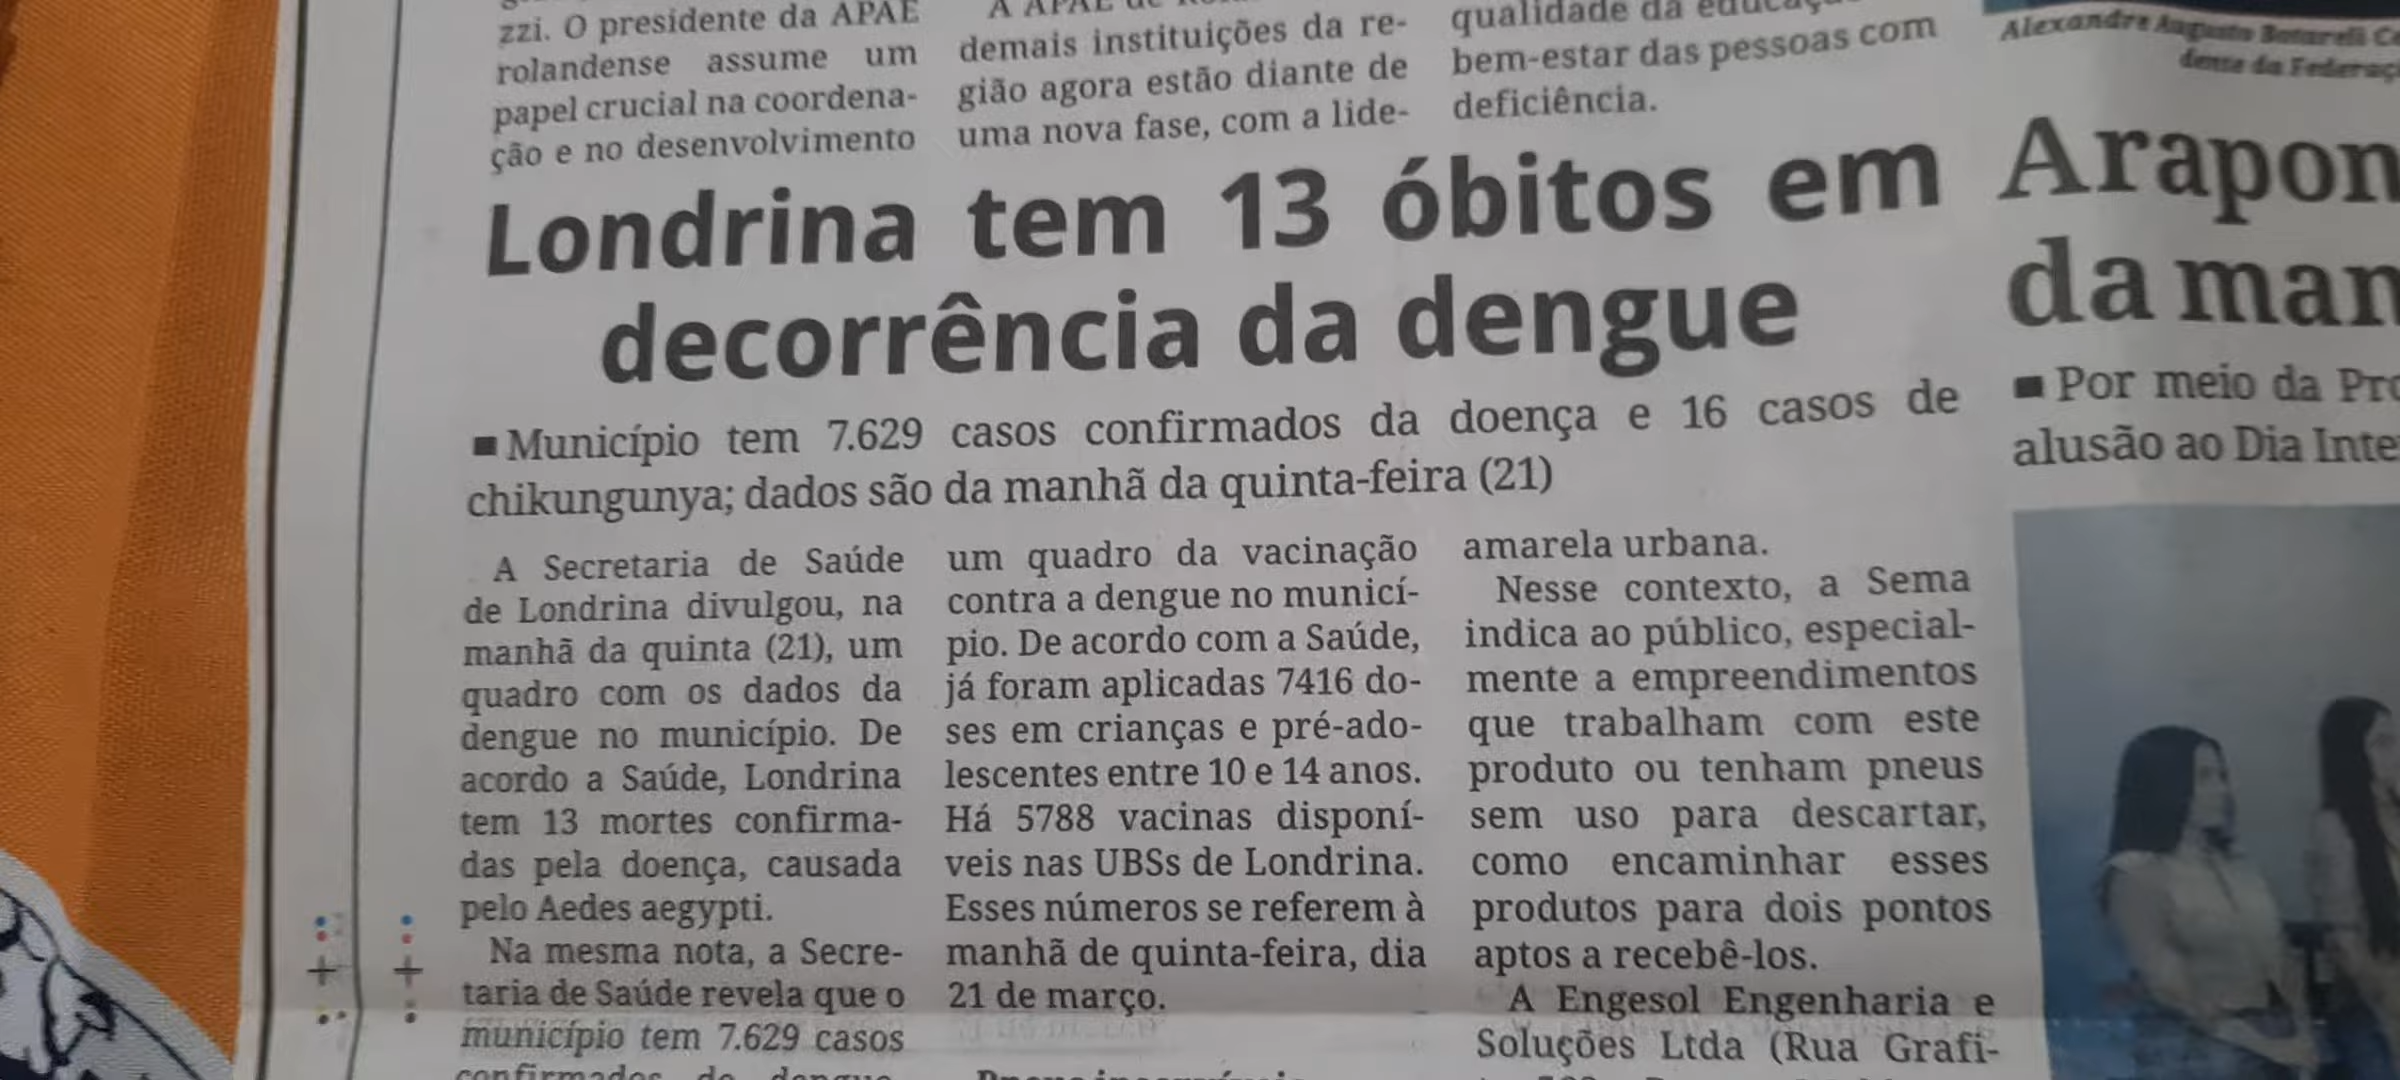 zzi. O presidente da APAE
rolandense assume um
papel crucial na coordena-
ção e no desenvolvimento
A APAE
demais instituições da re-
gião agora estão diante de
uma nova fase, com a lide-
qualidade da
bem-estar das pessoas com
deficiência.
Alexandre Augusto
Londrina tem 13 óbitos em
decorrência da dengue
■ Município tem 7.629 casos confirmados da doença e 16 casos de
chikungunya; dados são da manhã da quinta-feira (21)
A Secretaria de Saúde
de Londrina divulgou, na
manhã da quinta (21), um
quadro com os dados da
dengue no município. De
acordo a Saúde, Londrina
tem 13 mortes confirma-
das pela doença, causada
pelo Aedes aegypti.
Na mesma nota, a Secre-
taria de Saúde revela que o
município tem 7.629 casos
um quadro da vacinação
contra a dengue no municí-
pio. De acordo com a Saúde,
já foram aplicadas 7416 do-
ses em crianças e pré-ado-
lescentes entre 10 e 14 anos.
Há 5788 vacinas disponí-
veis nas UBSs de Londrina.
Esses números se referem à
manhã de quinta-feira, dia
21 de março.
amarela urbana.
Nesse contexto, a Sema
indica ao público, especial-
mente a empreendimentos
que trabalham com este
produto ou tenham pneus
sem uso para descartar,
como encaminhar esses
produtos para dois pontos
aptos a recebê-los.
A Engesol Engenharia e
Soluções Ltda (Rua Grafi-
Arapon
da man
■ Por meio da Pro
alusão ao Dia Inte